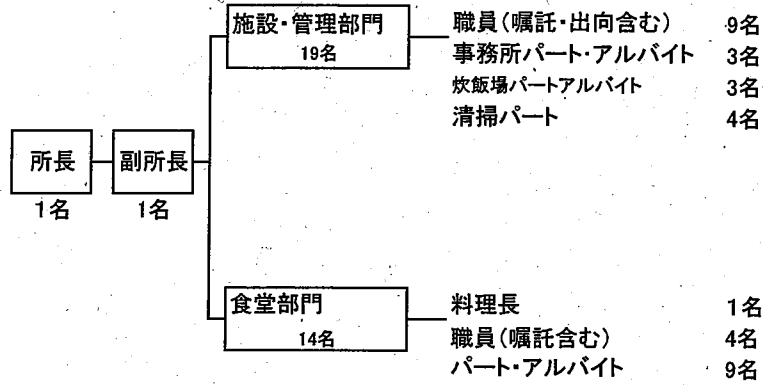 施設・管理部門
19名
職員(嘱託・出向含む) 9名
事務所パート・アルバイト 3名
炊飯場パートアルバイト 3名
清掃パート 4名
所長
1名
副所長
1名
食堂部門
14名
料理長 1名
職員(嘱託含む) 4名
パート・アルバイト 9名